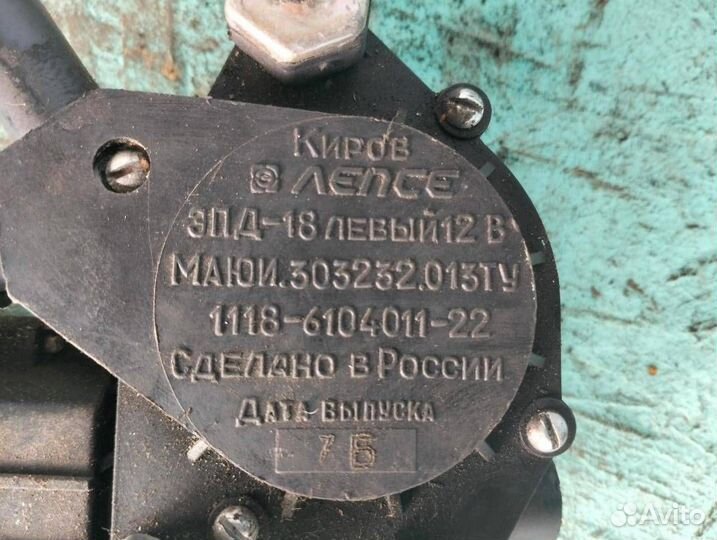 Киров
ЛЕПСЕ
ЭПД-18 ЛЕВЫЙ 12 В
МАЮИ.303232.013ТУ
1118-6104011-22
СДЕЛАНО В РОССИИ
ДАТА ВЫПУСКА
7 Б
Avito